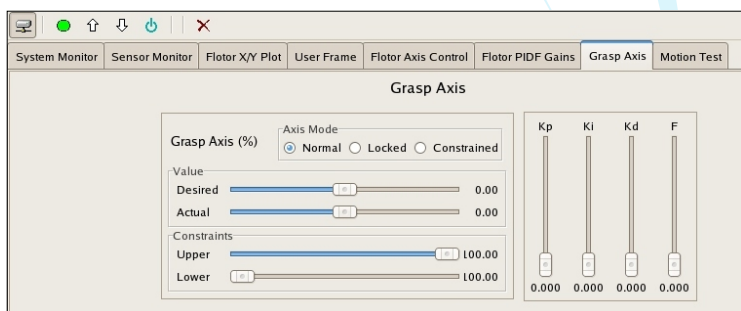 System Monitor Sensor Monitor Flotor X/Y Plot User Frame Flotor Axis Control Flotor PIDF Gains Grasp Axis Motion Test
Grasp Axis
Grasp Axis (%)
Axis Mode
Normal Locked Constrained
Value
Desired 0.00
Actual 0.00
Constraints
Upper 100.00
Lower 100.00
Kp Ki Kd F
0.000 0.000 0.000 0.000